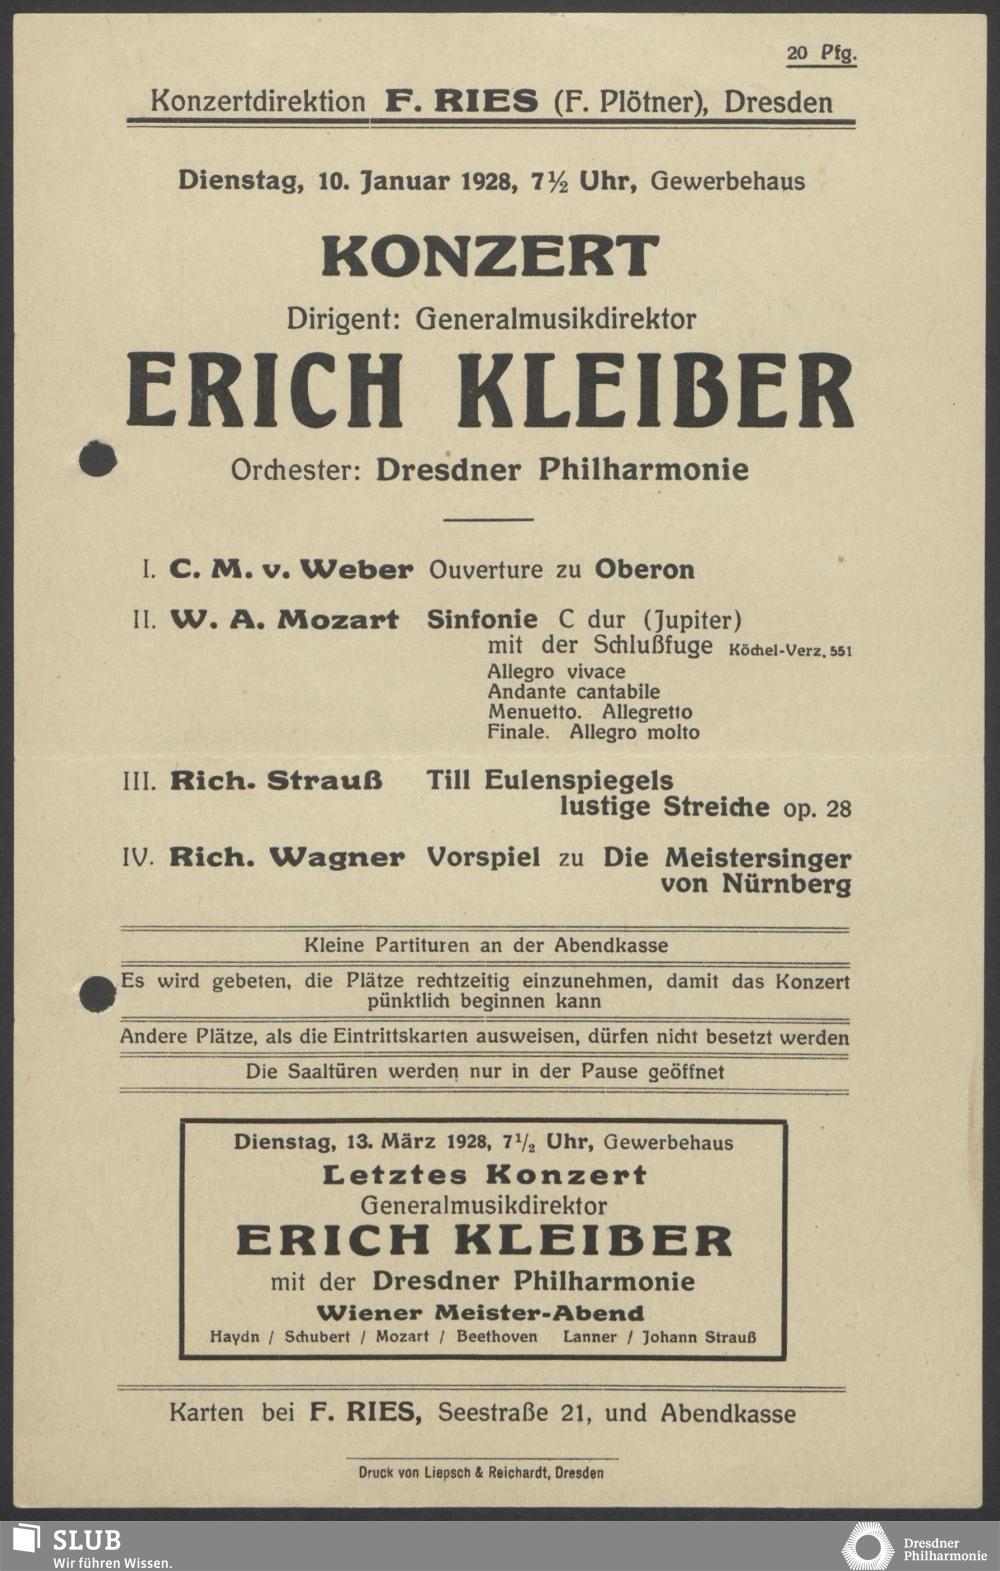 20 Pfg.
Konzertdirektion F. RIES (F. Plötner), Dresden
Dienstag, 10. Januar 1928, 7½ Uhr, Gewerbehaus
KONZERT
Dirigent: Generalmusikdirektor
ERICH KLEIBER
Orchester: Dresdner Philharmonie
I. C. M. v. Weber Ouverture zu Oberon
II. W. A. Mozart Sinfonie C dur (Jupiter)
mit der Schlußfuge Köchel-Verz. 551
Allegro vivace
Andante cantabile
Menuetto. Allegretto
Finale. Allegro molto
III. Rich. Strauß Till Eulenspiegels
lustige Streiche op. 28
IV. Rich. Wagner Vorspiel zu Die Meistersinger
von Nürnberg
Kleine Partituren an der Abendkasse
Es wird gebeten, die Plätze rechtzeitig einzunehmen, damit das Konzert
pünktlich beginnen kann
Andere Plätze, als die Eintrittskarten ausweisen, dürfen nicht besetzt werden
Die Saaltüren werden nur in der Pause geöffnet
Dienstag, 13. März 1928, 7½ Uhr, Gewerbehaus
Letztes Konzert
Generalmusikdirektor
ERICH KLEIBER
mit der Dresdner Philharmonie
Wiener Meister-Abend
Haydn / Schubert / Mozart / Beethoven Lanner / Johann Strauß
Karten bei F. RIES, Seestraße 21, und Abendkasse
Druck von Liepsch & Reichardt, Dresden
SLUB
Wir führen Wissen.
Dresdner
Philharmonie